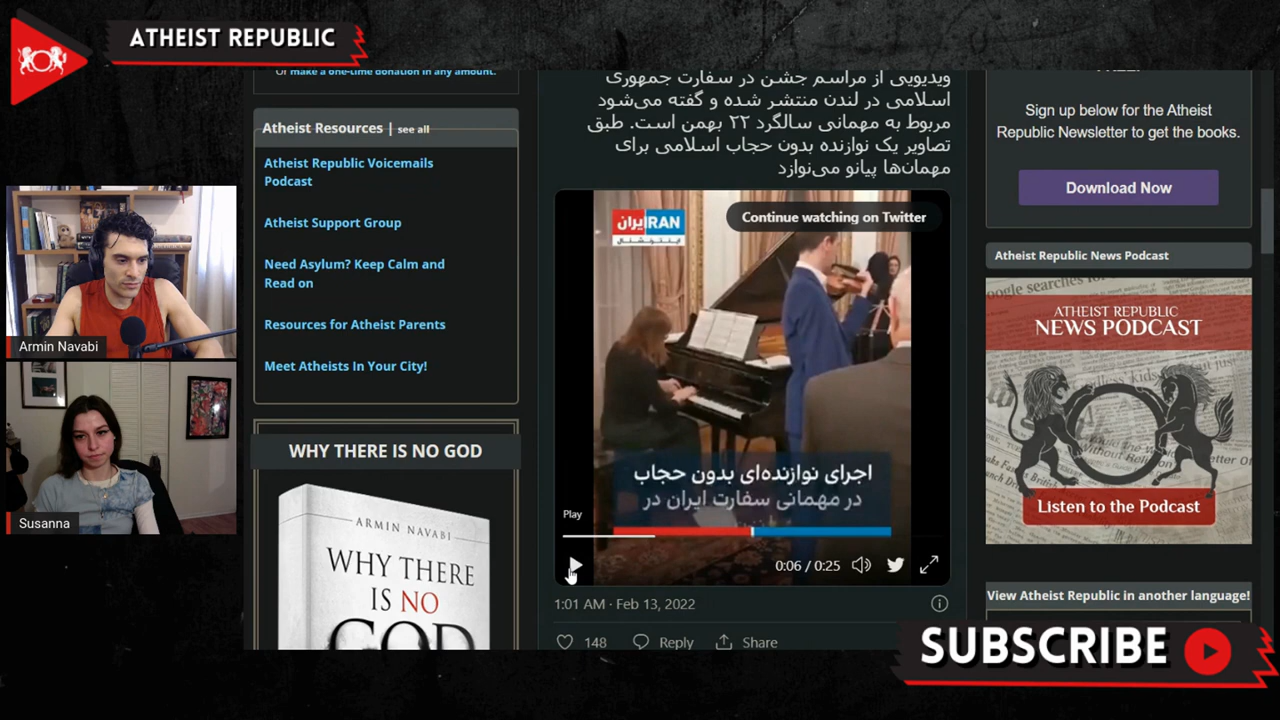 ATHEIST REPUBLIC
Or make a one-time donation in any amount.
Atheist Resources | see all
Atheist Republic Voicemails
Podcast
Atheist Support Group
Need Asylum? Keep Calm and
Read on
Resources for Atheist Parents
Meet Atheists In Your City!
WHY THERE IS NO GOD
ARMIN NAVABI
WHY THERE
IS NO
GOD
Armin Navabi
Susanna
ویدیویی از مراسم جشن در سفارت جمهوری
اسلامی در لندن منتشر شده و گفته می‌شود
مربوط به مهمانی سالگرد ۲۲ بهمن است. طبق
تصاویر یک نوازنده بدون حجاب اسلامی برای
مهمان‌ها پیانو می‌نوازد
ایران IRAN
اینترنشنال
Continue watching on Twitter
اجرای نوازنده‌ای بدون حجاب
در مهمانی سفارت ایران در
Play
0:06 / 0:25
1:01 AM · Feb 13, 2022
148 Reply Share
Sign up below for the Atheist
Republic Newsletter to get the books.
Download Now
Atheist Republic News Podcast
ATHEIST REPUBLIC
NEWS PODCAST
Listen to the Podcast
View Atheist Republic in another language!
SUBSCRIBE